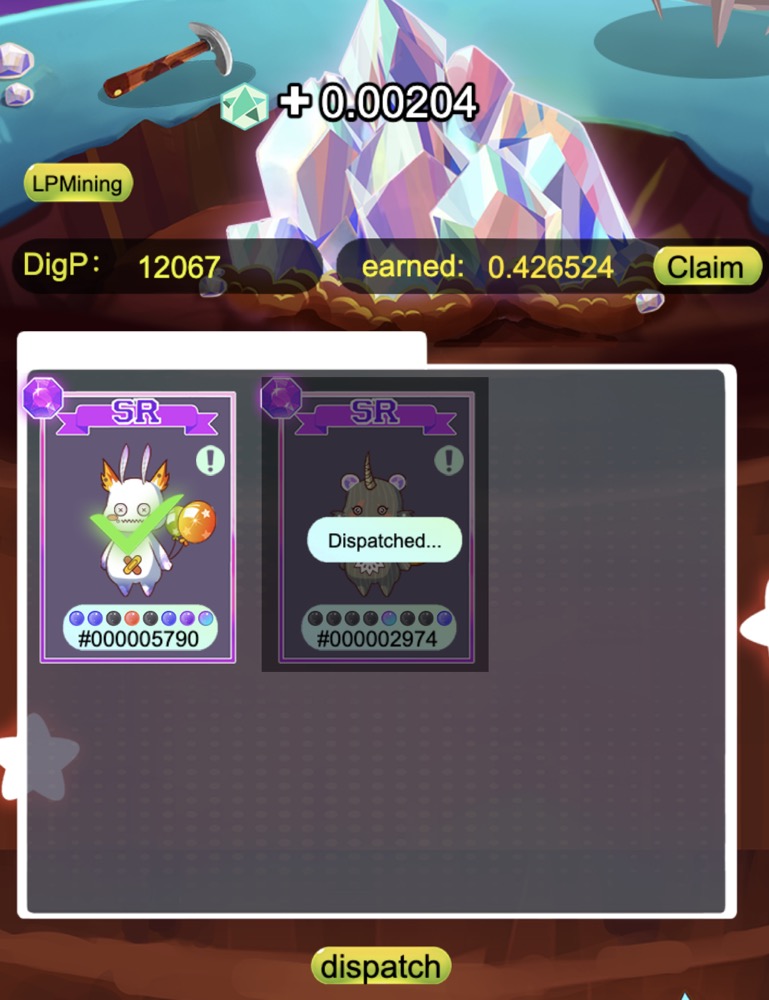 + 0.00204
LPMining
DigP: 12067
earned: 0.426524
Claim
SR
SR
!
!
Dispatched...
#000005790
#000002974
dispatch